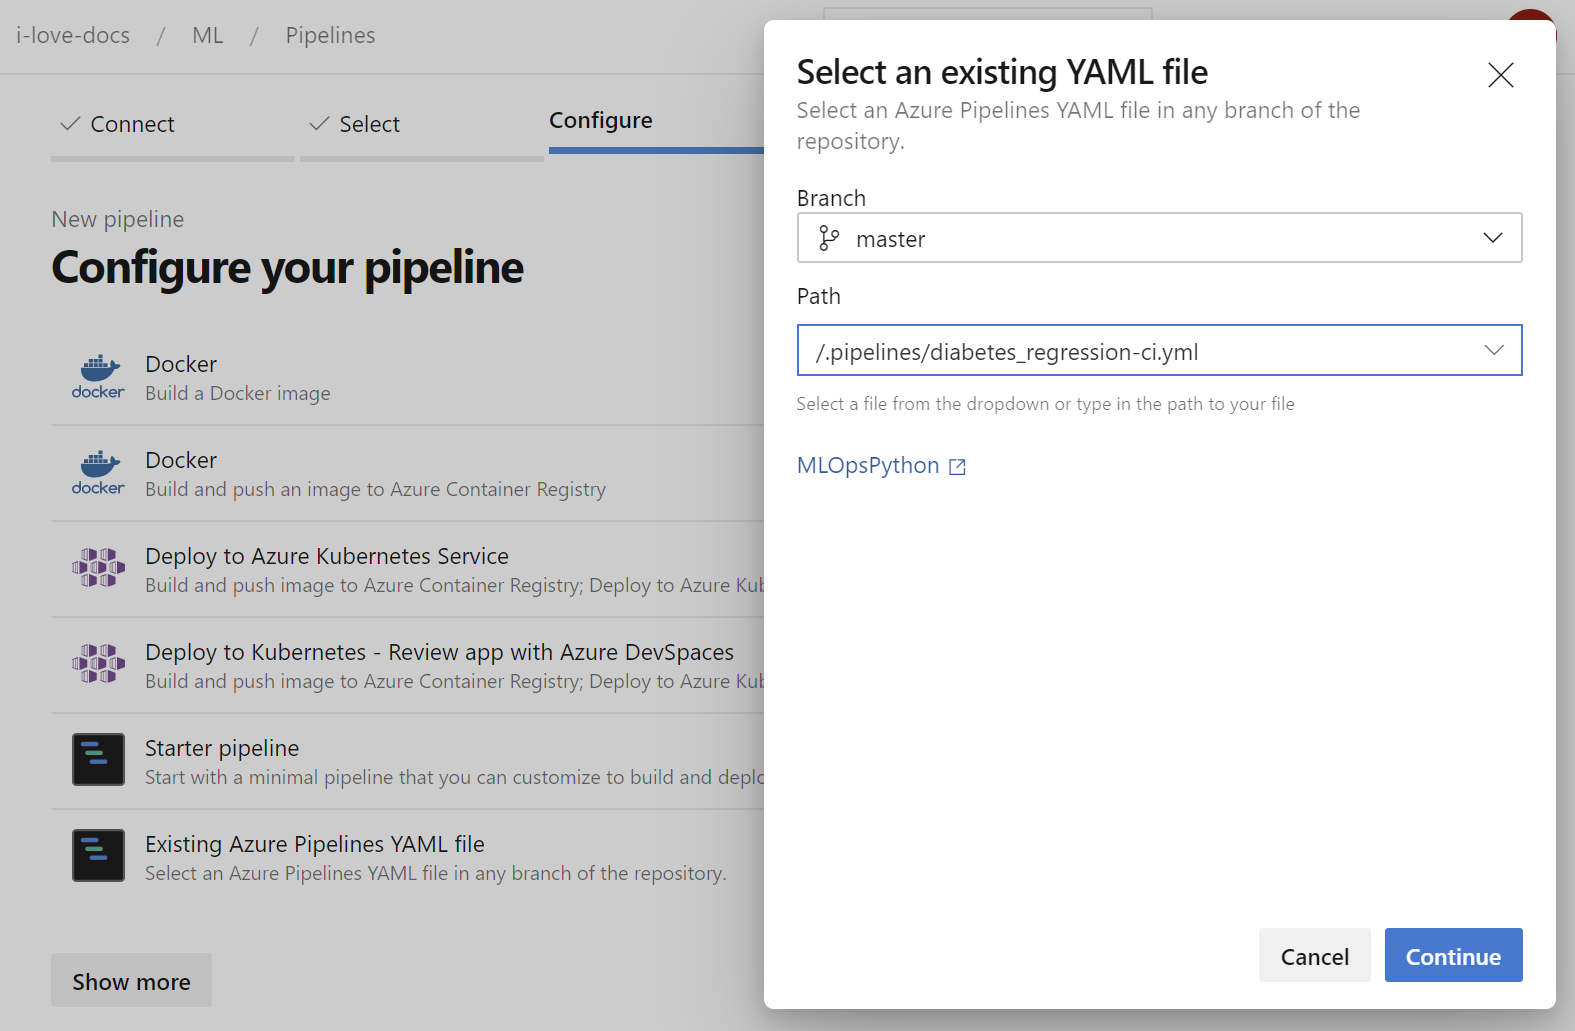 i-love-docs / ML / Pipelines
Connect
Select
Configure
New pipeline
Configure your pipeline
docker
Docker
Build a Docker image
docker
Docker
Build and push an image to Azure Container Registry
Deploy to Azure Kubernetes Service
Build and push image to Azure Container Registry; Deploy to Azure Kub
Deploy to Kubernetes - Review app with Azure DevSpaces
Build and push image to Azure Container Registry; Deploy to Azure Kub
Starter pipeline
Start with a minimal pipeline that you can customize to build and deplo
Existing Azure Pipelines YAML file
Select an Azure Pipelines YAML file in any branch of the repository.
Show more
Select an existing YAML file
Select an Azure Pipelines YAML file in any branch of the
repository.
Branch
master
Path
/.pipelines/diabetes_regression-ci.yml
Select a file from the dropdown or type in the path to your file
MLOpsPython
Cancel
Continue